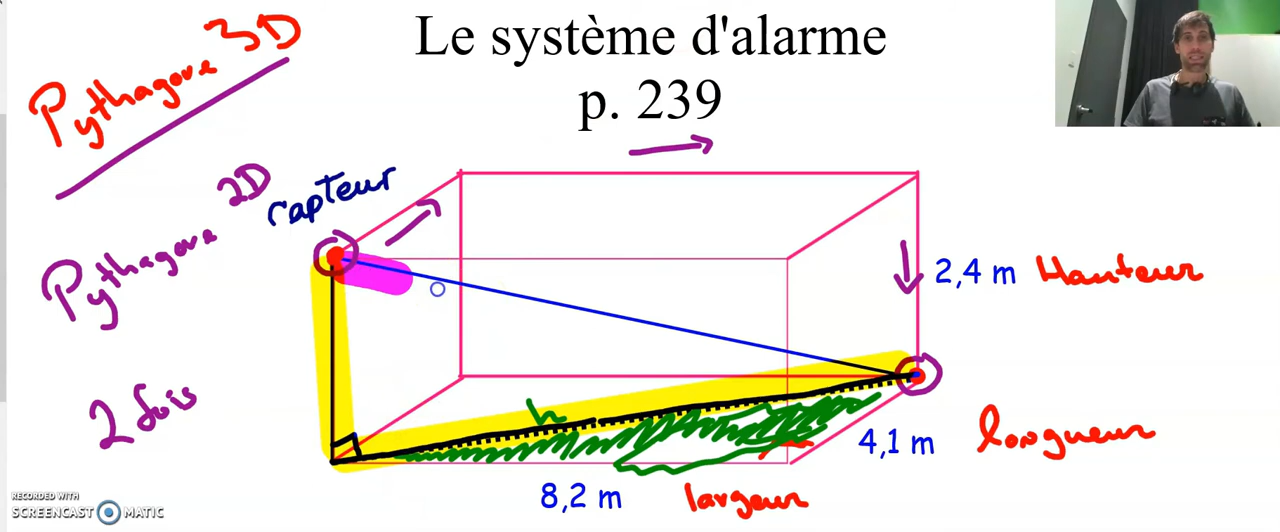 Le système d'alarme
p. 239
Pythagore 3D
Pythagore 2D
capteur
2 fois
2,4 m Hauteur
h
4,1 m longueur
8,2 m largeur
RECORDED WITH
SCREENCAST MATIC